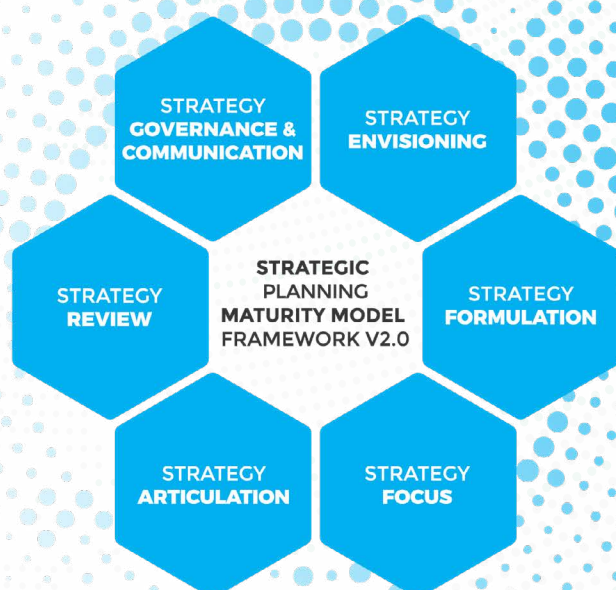 STRATEGY
GOVERNANCE &
COMMUNICATION
STRATEGY
ENVISIONING
STRATEGY
REVIEW
STRATEGIC
PLANNING
MATURITY MODEL
FRAMEWORK V2.0
STRATEGY
FORMULATION
STRATEGY
ARTICULATION
STRATEGY
FOCUS